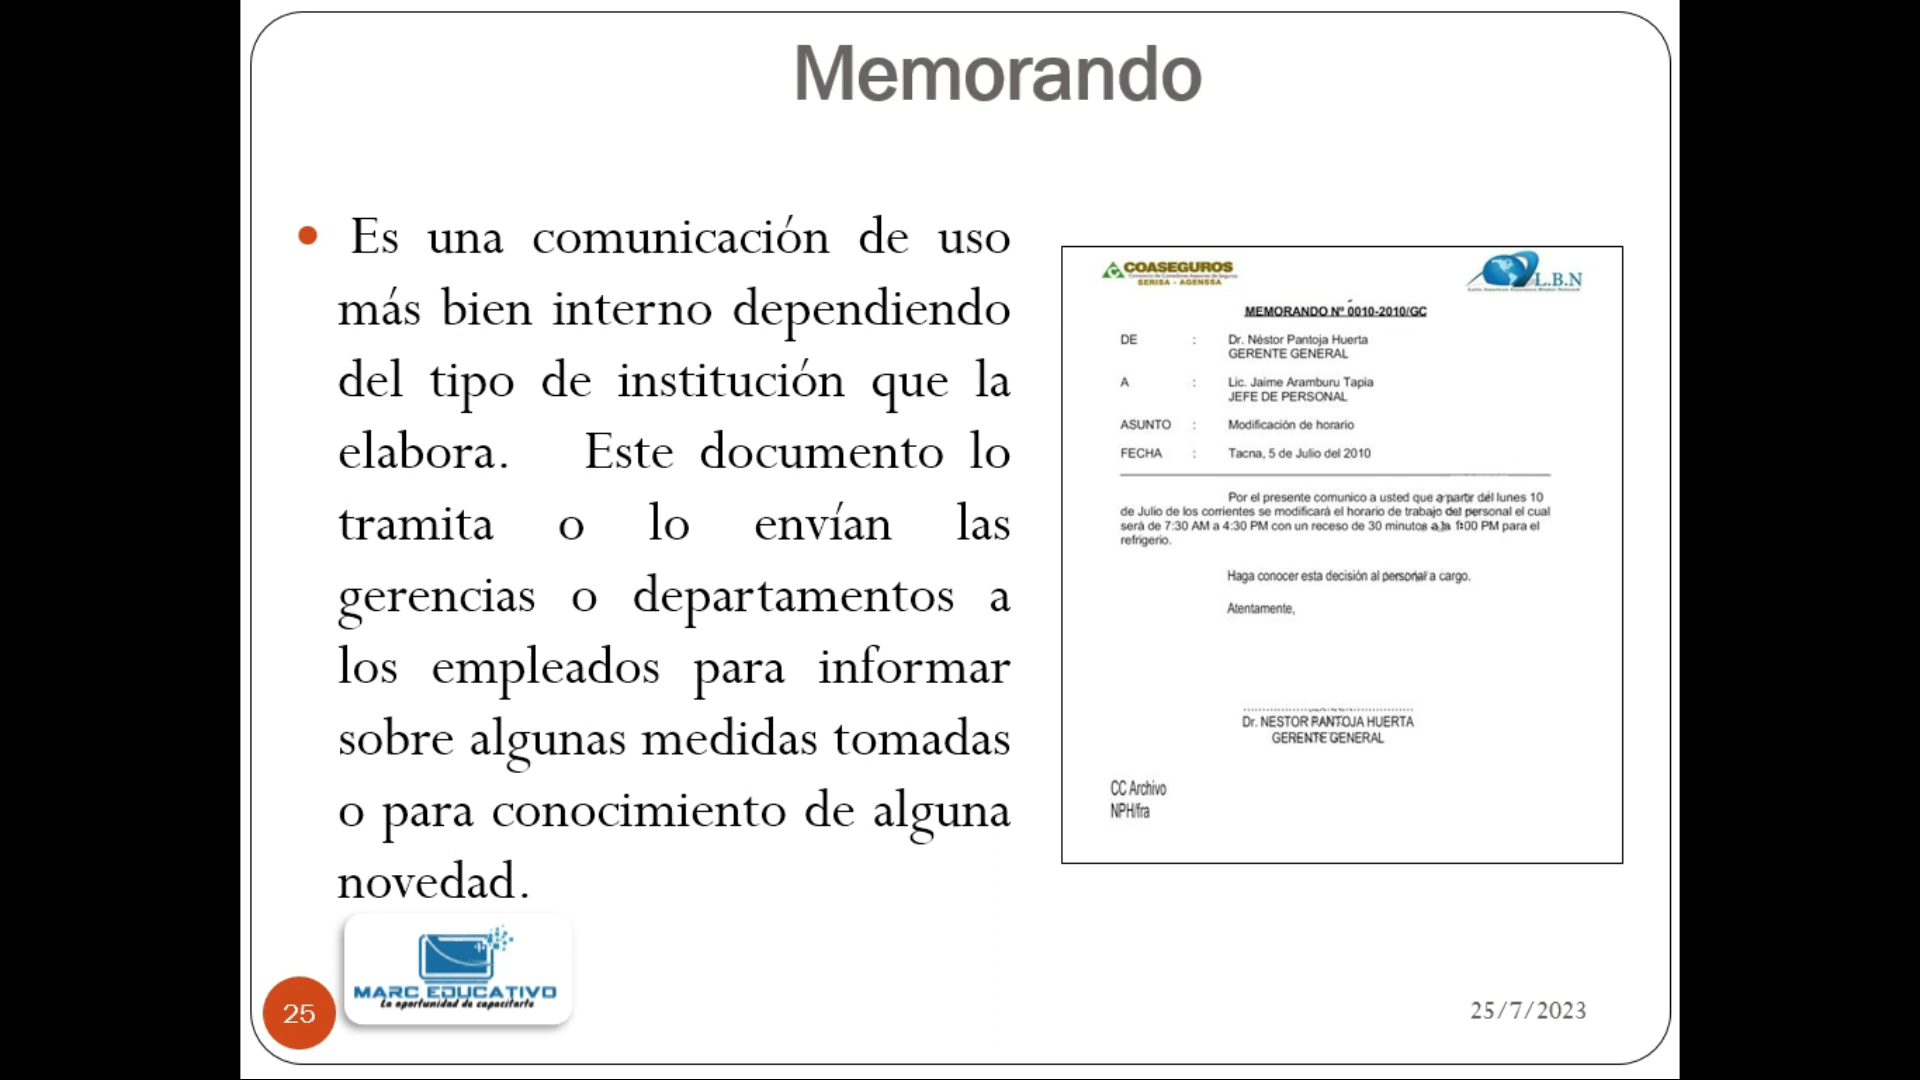 Memorando
Es una comunicación de uso
más bien interno dependiendo
del tipo de institución que la
elabora. Este documento lo
tramita o lo envían las
gerencias o departamentos a
los empleados para informar
sobre algunas medidas tomadas
o para conocimiento de alguna
novedad.
COASEGUROS
SERISA - AGENSSA
L.B.N
MEMORANDO Nº 0010-2010/GC
DE : Dr. Néstor Pantoja Huerta
GERENTE GENERAL
A : Lic. Jaime Aramburu Tapia
JEFE DE PERSONAL
ASUNTO : Modificación de horario
FECHA : Tacna, 5 de Julio del 2010
Por el presente comunico a usted que a partir del lunes 10
de Julio de los corrientes se modificará el horario de trabajo del personal el cual
será de 7:30 AM a 4:30 PM con un receso de 30 minutos a la 1:00 PM para el
refrigerio.
Haga conocer esta decisión al personal a cargo.
Atentamente,
Dr. NESTOR PANTOJA HUERTA
GERENTE GENERAL
CC Archivo
NPH/fra
MARC EDUCATIVO
La oportunidad de capacitarte
25
25/7/2023